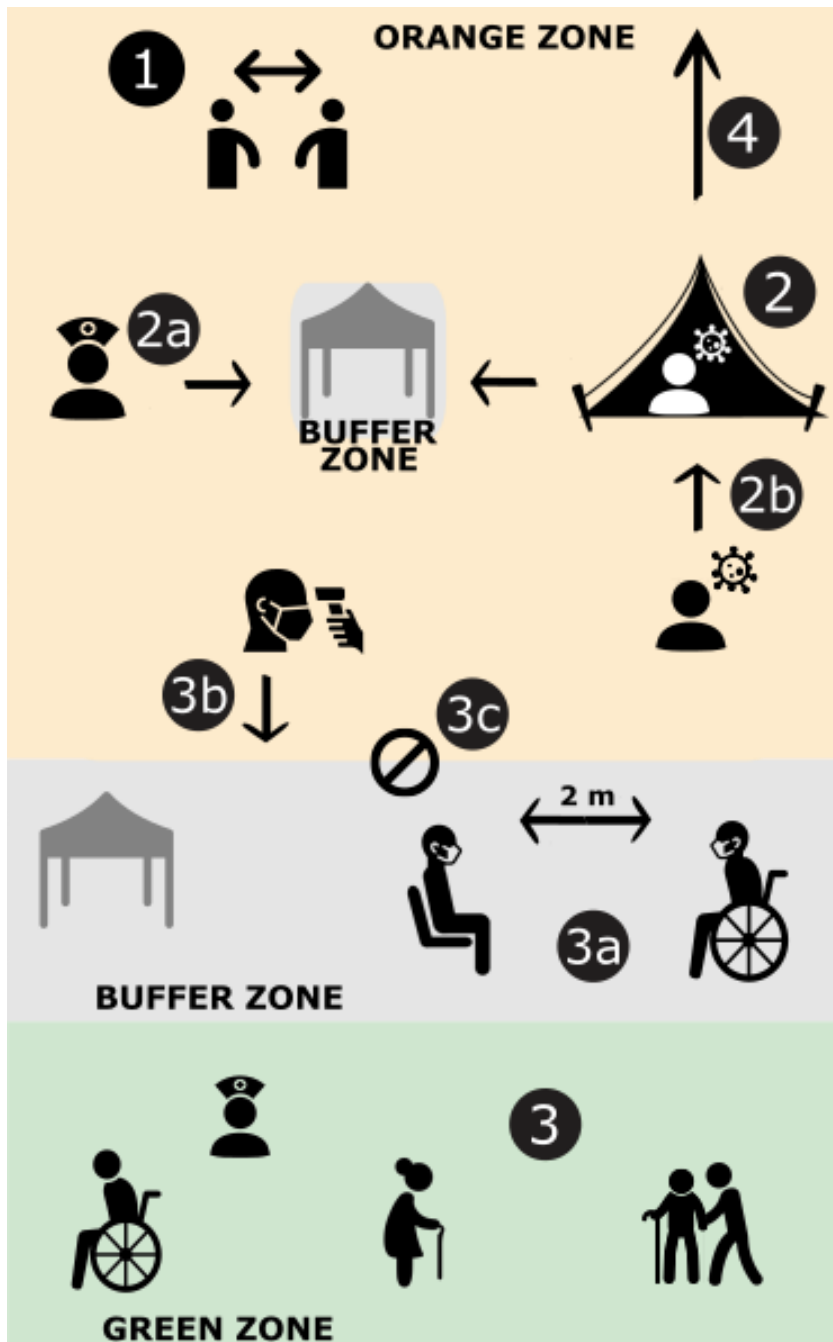 ORANGE ZONE
1
4
2
2a
BUFFER
ZONE
2b
3b
3c
2 m
3a
BUFFER ZONE
3
GREEN ZONE